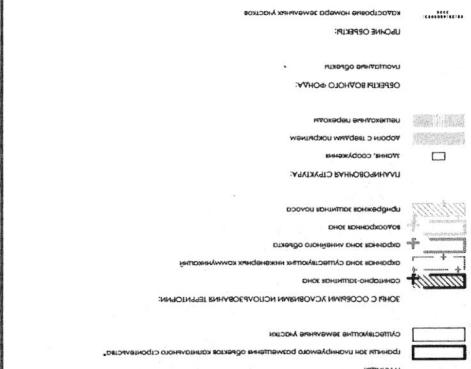 границы зон планируемого размещения объектов капитального строительства"
существующие земельные участки
ЗОНЫ С ОСОБЫМИ УСЛОВИЯМИ ИСПОЛЬЗОВАНИЯ ТЕРРИТОРИИ:
санитарно-защитная зона
охранная зона существующих инженерных коммуникаций
охранная зона линейного объекта
водоохранная зона
прибрежная защитная полоса
ПЛАНИРОВОЧНАЯ СТРУКТУРА:
здания, сооружения
дороги с твердым покрытием
пешеходные переходы
ОБЪЕКТЫ ВОДНОГО ФОНДА:
площадные объекты
ПРОЧИЕ ОБЪЕКТЫ:
кадастровые номера земельных участков